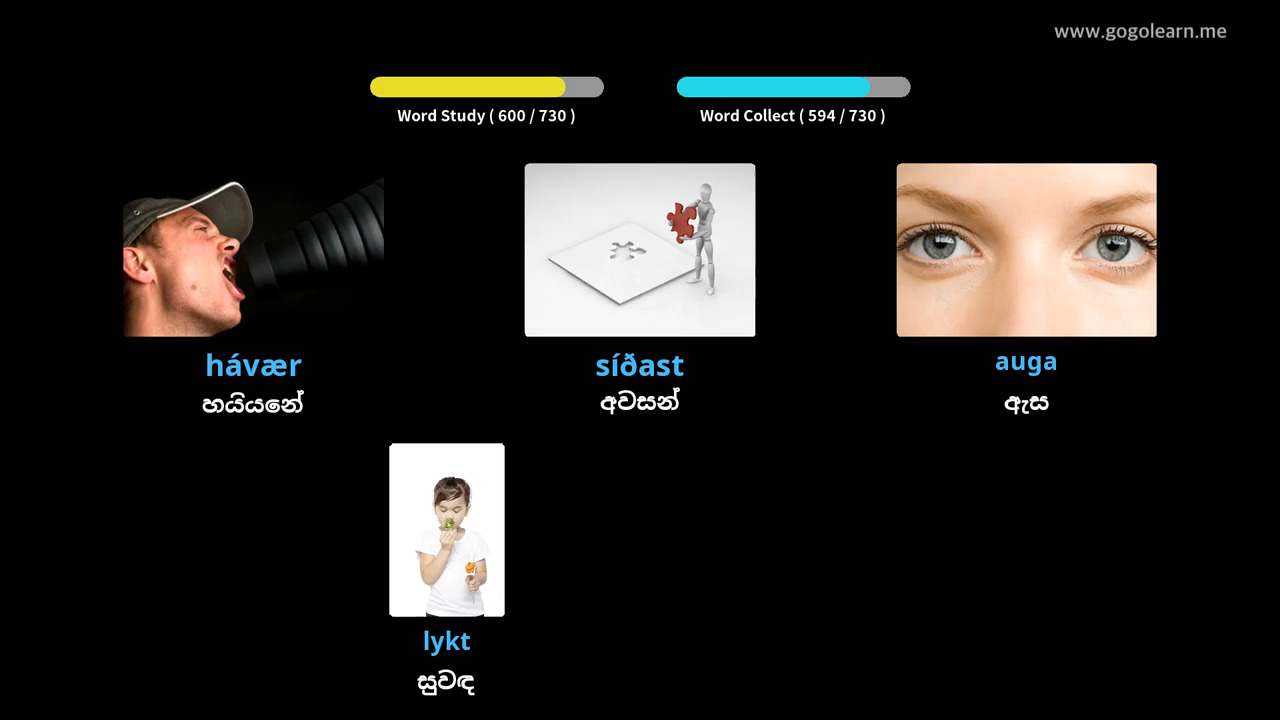 www.gogolearn.me
Word Study ( 600 / 730 )
Word Collect ( 594 / 730 )
hávær
síðast
auga
හයියනේ
අවසන්
ඇස
lykt
සුවඳ